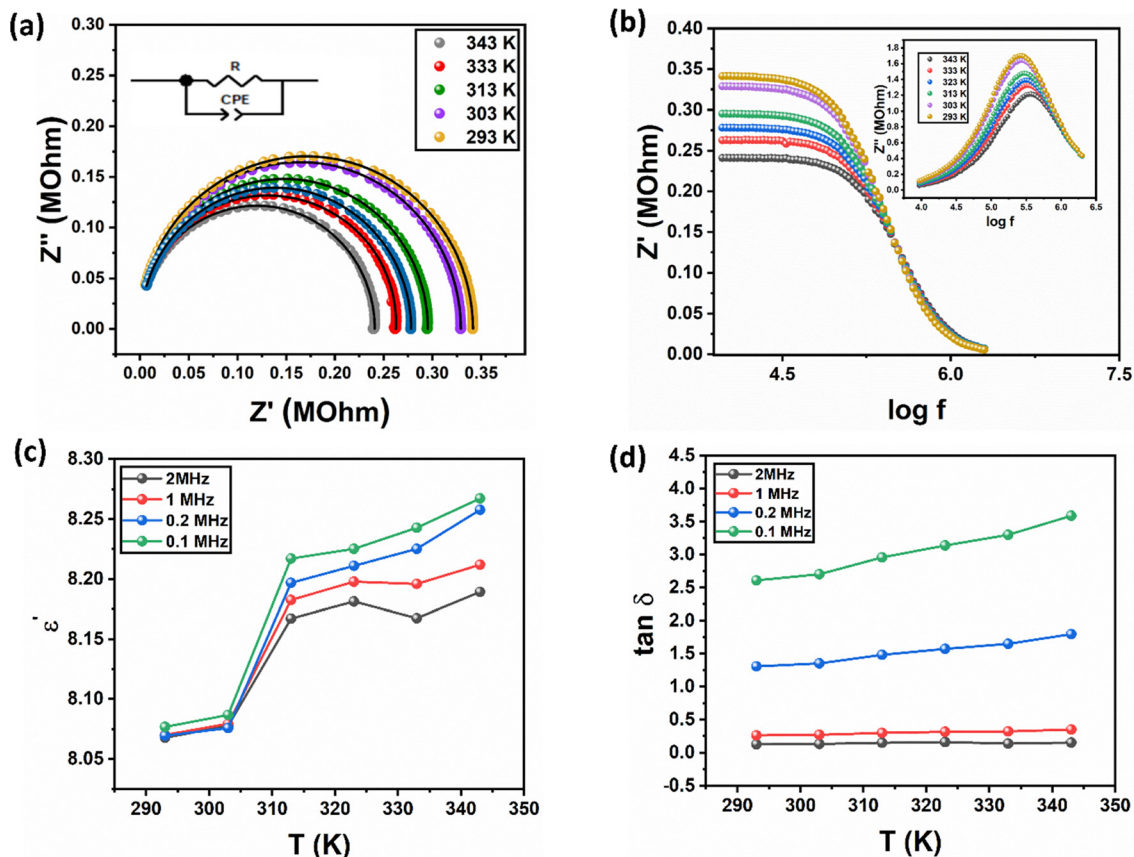 (a)
0.30
0.25
0.20
0.15
0.10
0.05
0.00
Z'' (MOhm)
R
CPE
343 K
333 K
313 K
303 K
293 K
0.00 0.05 0.10 0.15 0.20 0.25 0.30 0.35
Z' (MOhm)
(b)
0.40
0.35
0.30
0.25
0.20
0.15
0.10
0.05
0.00
Z' (MOhm)
4.5 6.0 7.5
log f
1.8
1.6
1.4
1.2
1.0
0.8
0.6
0.4
0.2
0.0
Z'' (MOhm)
343 K
333 K
323 K
313 K
303 K
293 K
4.0 4.5 5.0 5.5 6.0 6.5
log f
(c)
8.30
8.25
8.20
8.15
8.10
8.05
ε'
2MHz
1 MHz
0.2 MHz
0.1 MHz
290 300 310 320 330 340 350
T (K)
(d)
4.5
4.0
3.5
3.0
2.5
2.0
1.5
1.0
0.5
0.0
-0.5
tan δ
2MHz
1 MHz
0.2 MHz
0.1 MHz
290 300 310 320 330 340 350
T (K)